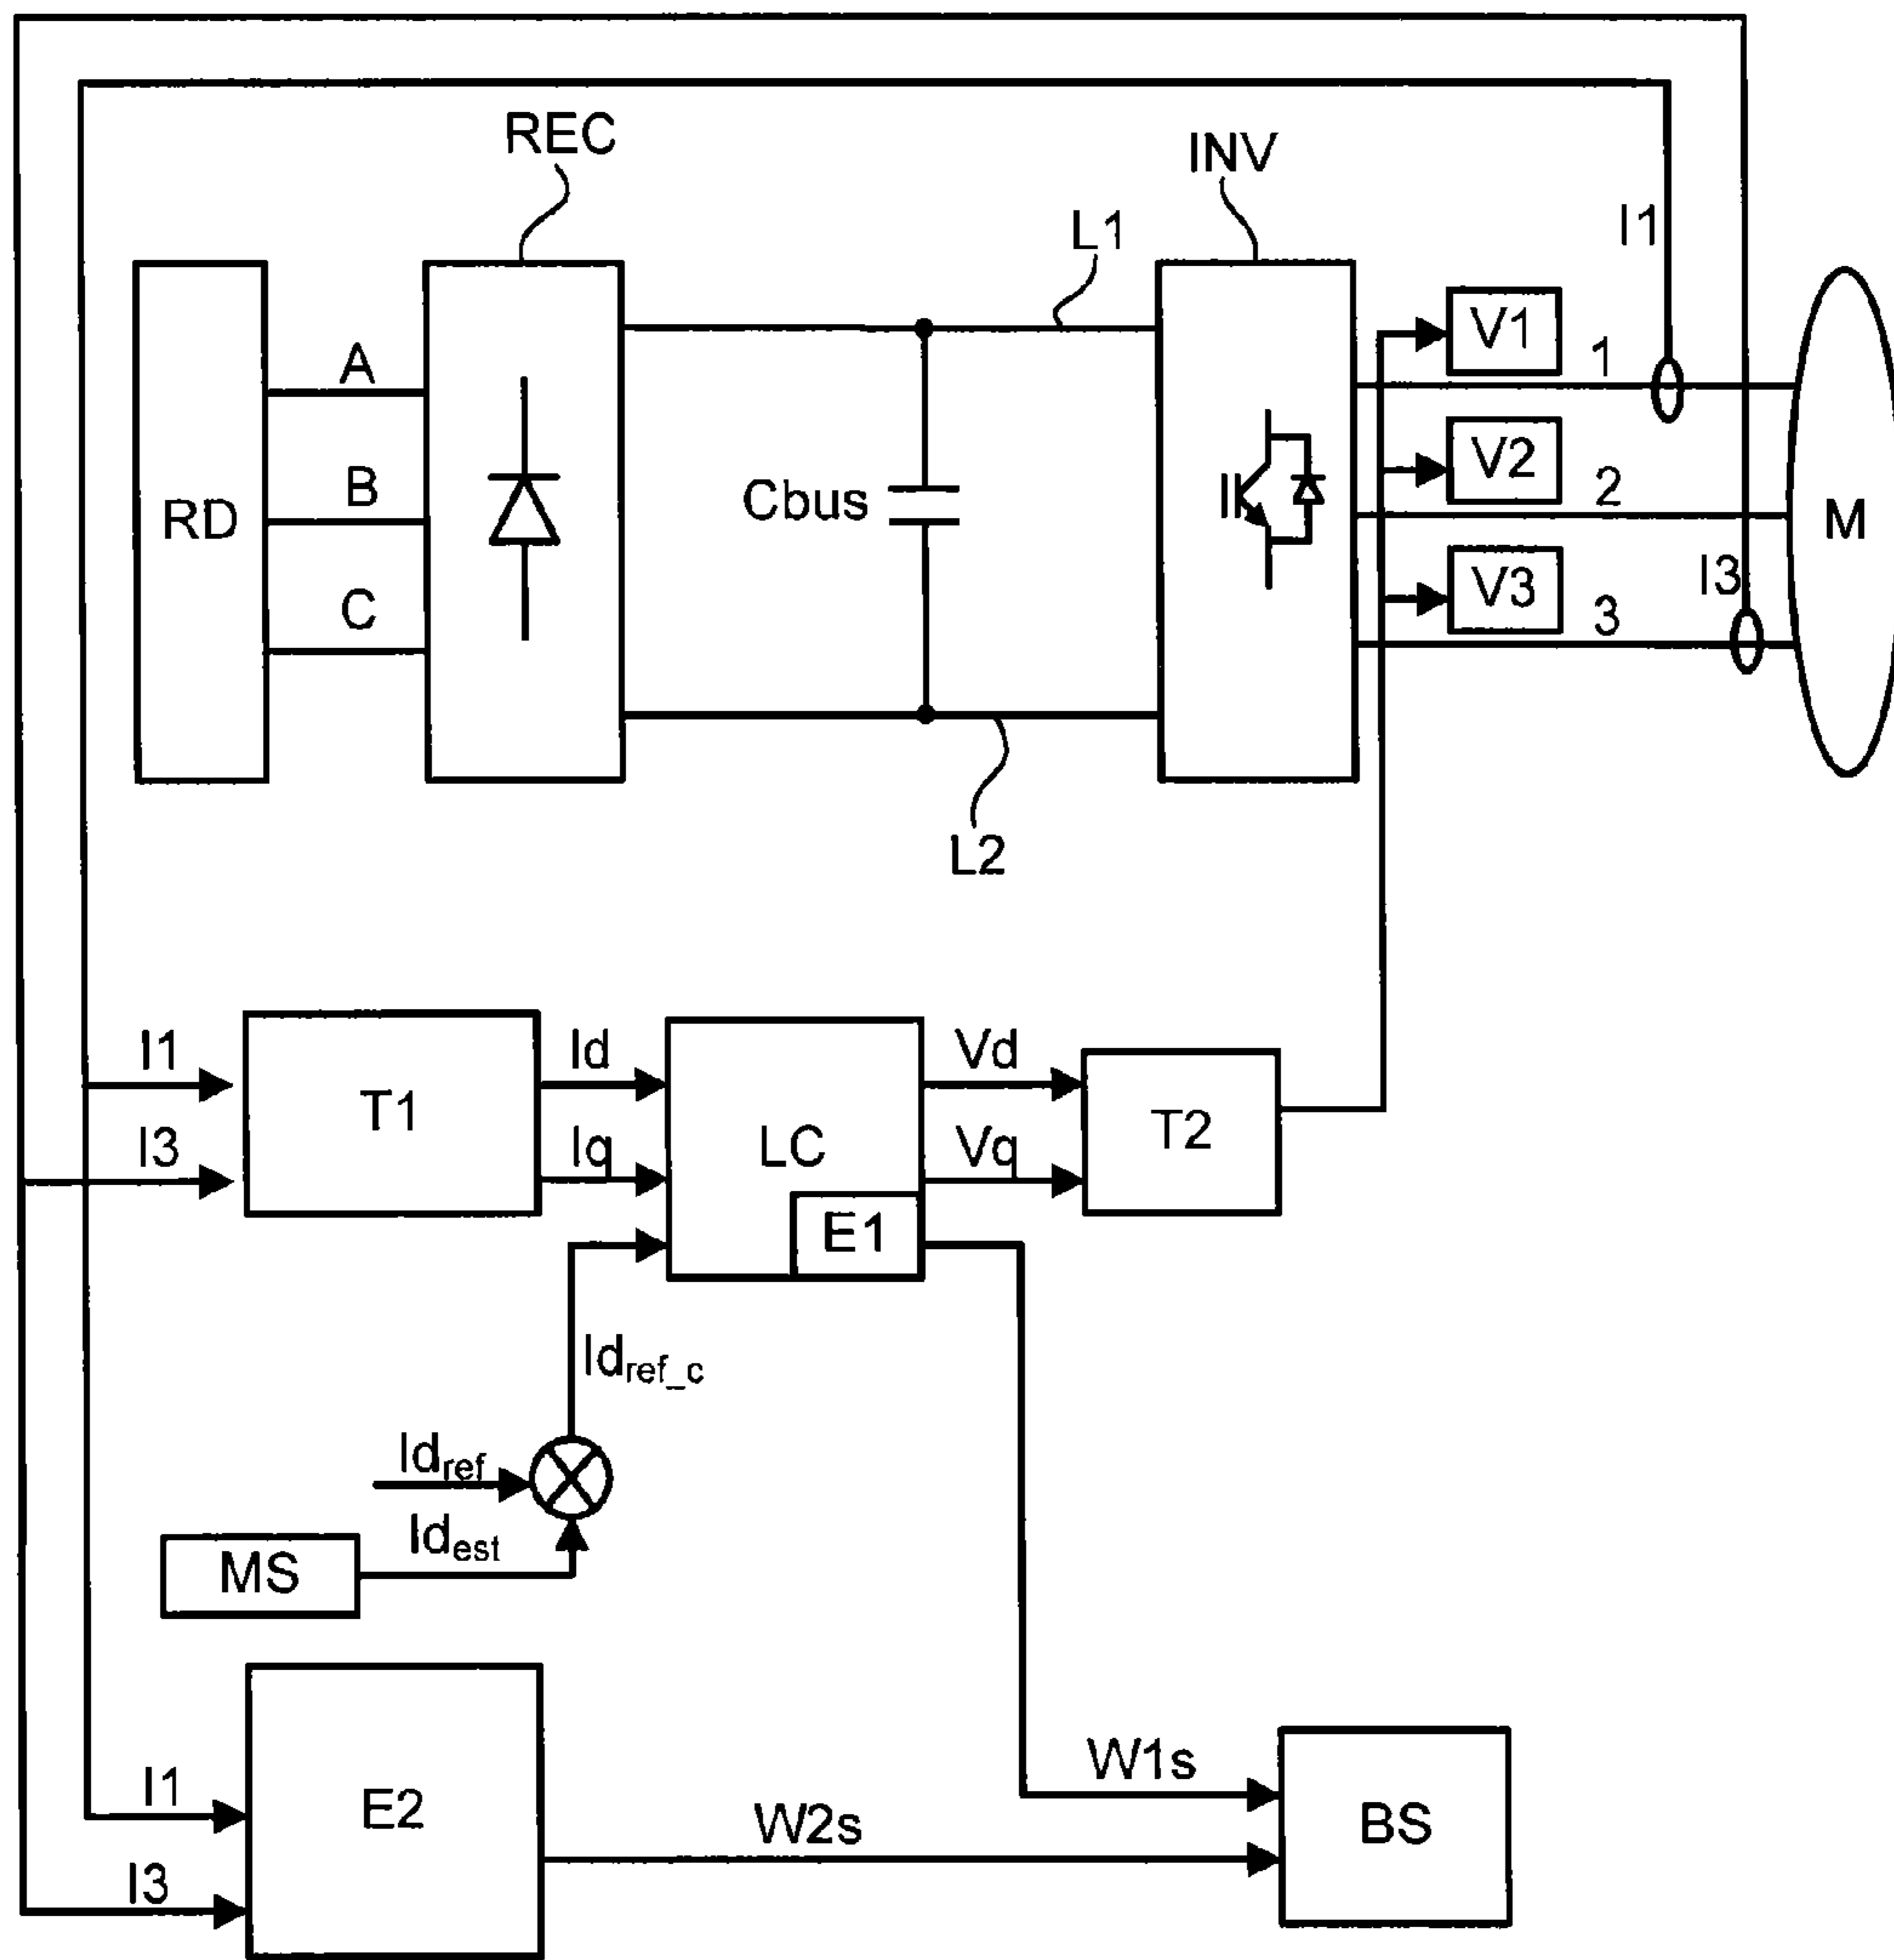 REC
INV
L1
I1
V1
1
A
B
C
RD
Cbus
V2
2
M
V3
3
I3
L2
I1
I3
T1
Id
Iq
LC
E1
Vd
Vq
T2
Idref_c
Idref
Idest
MS
I1
I3
E2
W1s
W2s
BS